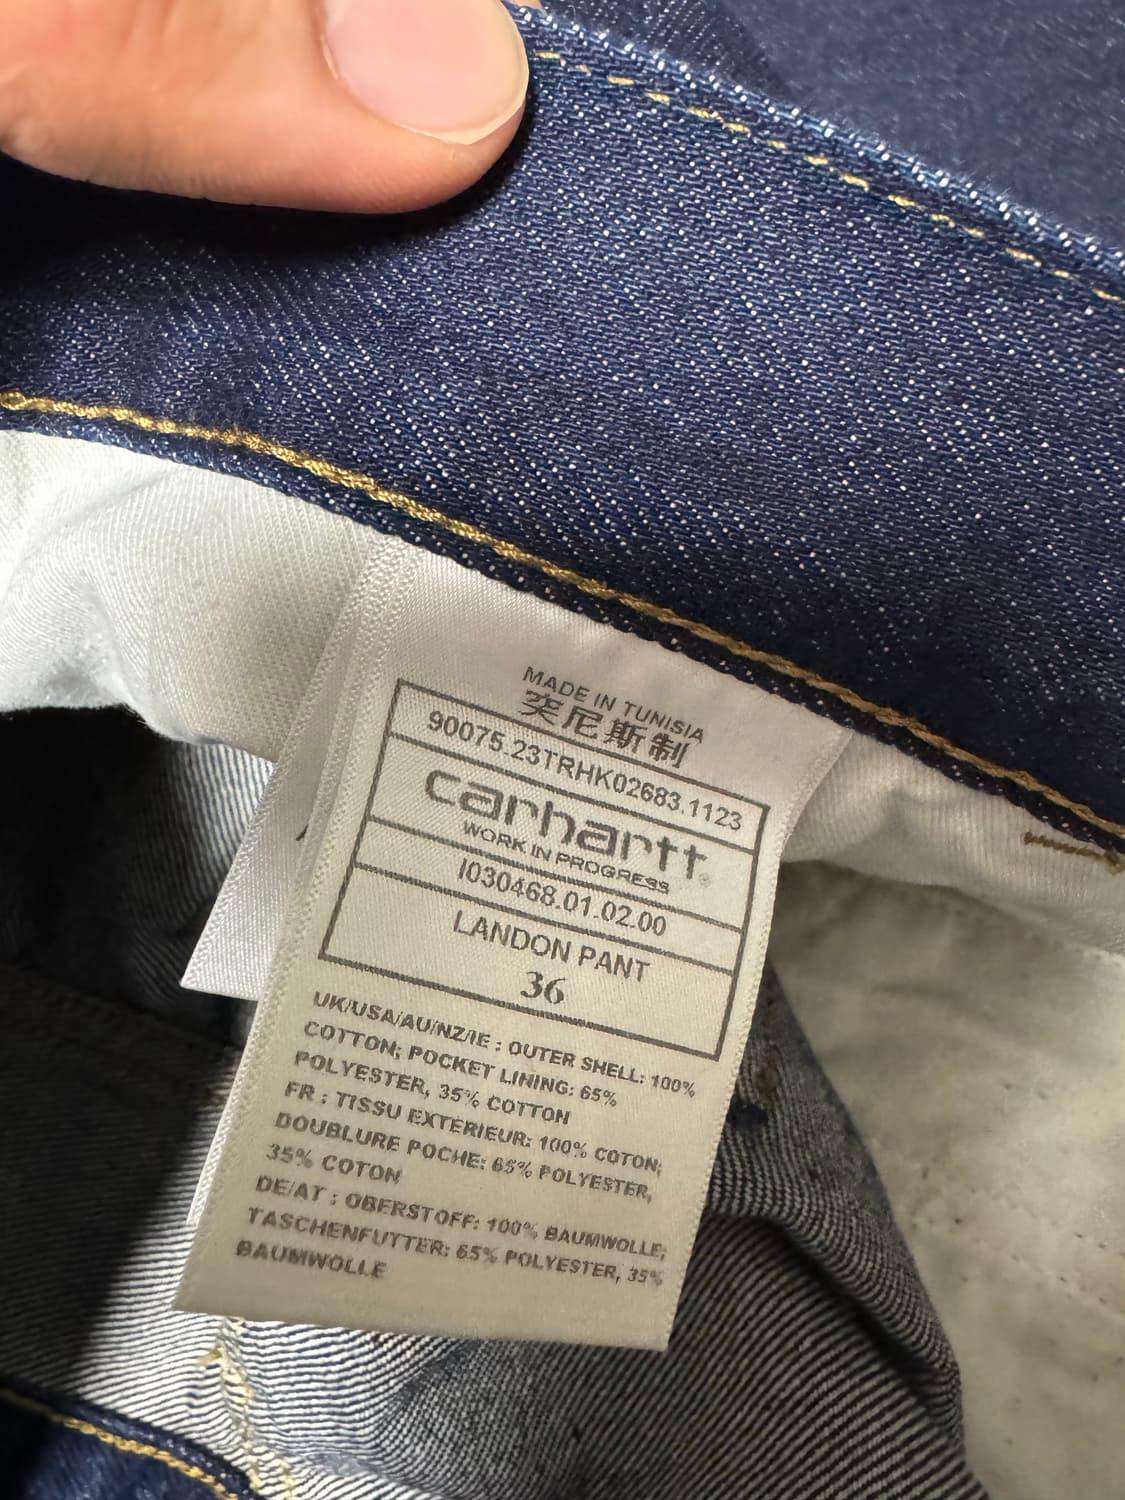 MADE IN TUNISIA
突尼斯制
90075.23TRHK02683.1123
carhartt®
WORK IN PROGRESS
I030468.01.02.00
LANDON PANT
36
UK/USA/AU/NZ/IE : OUTER SHELL: 100%
COTTON; POCKET LINING: 65%
POLYESTER, 35% COTTON
FR : TISSU EXTERIEUR: 100% COTON;
DOUBLURE POCHE: 65% POLYESTER,
35% COTON
DE/AT : OBERSTOFF: 100% BAUMWOLLE;
TASCHENFUTTER: 65% POLYESTER, 35%
BAUMWOLLE